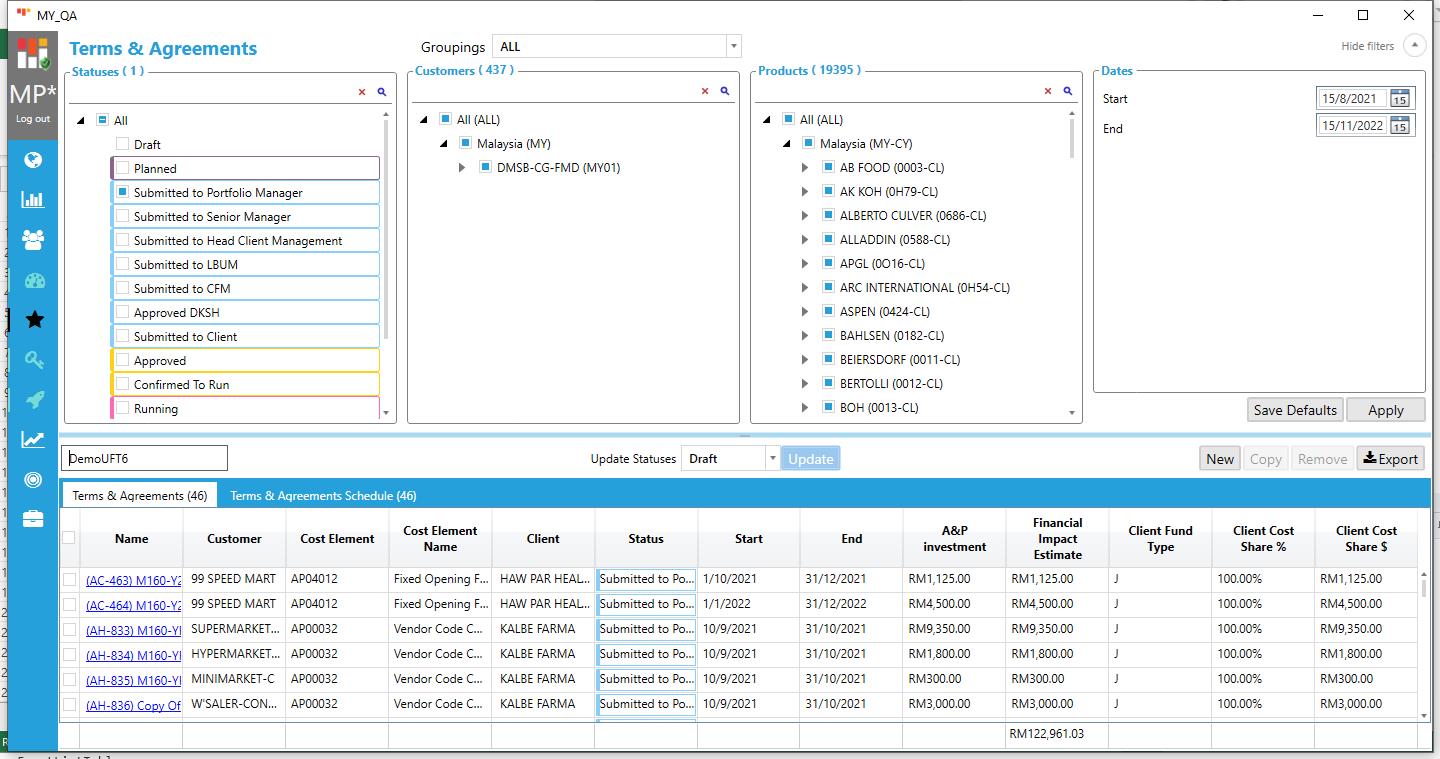 MY_QA
MP*
Log out
Terms & Agreements
Groupings ALL
Hide filters
Statuses ( 1 )
All
Draft
Planned
Submitted to Portfolio Manager
Submitted to Senior Manager
Submitted to Head Client Management
Submitted to LBUM
Submitted to CFM
Approved DKSH
Submitted to Client
Approved
Confirmed To Run
Running
Customers ( 437 )
All (ALL)
Malaysia (MY)
DMSB-CG-FMD (MY01)
Products ( 19395 )
All (ALL)
Malaysia (MY-CY)
AB FOOD (0003-CL)
AK KOH (0H79-CL)
ALBERTO CULVER (0686-CL)
ALLADDIN (0588-CL)
APGL (0O16-CL)
ARC INTERNATIONAL (0H54-CL)
ASPEN (0424-CL)
BAHLSEN (0182-CL)
BEIERSDORF (0011-CL)
BERTOLLI (0012-CL)
BOH (0013-CL)
Dates
Start 15/8/2021 15
End 15/11/2022 15
Save Defaults Apply
DemoUFT6
Update Statuses Draft Update
New Copy Remove Export
Terms & Agreements (46) Terms & Agreements Schedule (46)
Name Customer Cost Element Cost Element Name Client Status Start End A&P investment Financial Impact Estimate Client Fund Type Client Cost Share % Client Cost Share $
(AC-463) M160-Y2 99 SPEED MART AP04012 Fixed Opening F... HAW PAR HEAL... Submitted to Po... 1/10/2021 31/12/2021 RM1,125.00 RM1,125.00 J 100.00% RM1,125.00
(AC-464) M160-Y2 99 SPEED MART AP04012 Fixed Opening F... HAW PAR HEAL... Submitted to Po... 1/1/2022 31/12/2022 RM4,500.00 RM4,500.00 J 100.00% RM4,500.00
(AH-833) M160-Y SUPERMARKET... AP00032 Vendor Code C... KALBE FARMA Submitted to Po... 10/9/2021 31/10/2021 RM9,350.00 RM9,350.00 J 100.00% RM9,350.00
(AH-834) M160-Y HYPERMARKET... AP00032 Vendor Code C... KALBE FARMA Submitted to Po... 10/9/2021 31/10/2021 RM1,800.00 RM1,800.00 J 100.00% RM1,800.00
(AH-835) M160-Y MINIMARKET-C AP00032 Vendor Code C... KALBE FARMA Submitted to Po... 10/9/2021 31/10/2021 RM300.00 RM300.00 J 100.00% RM300.00
(AH-836) Copy Of W'SALER-CON... AP00032 Vendor Code C... KALBE FARMA Submitted to Po... 10/9/2021 31/10/2021 RM3,000.00 RM3,000.00 J 100.00% RM3,000.00
RM122,961.03